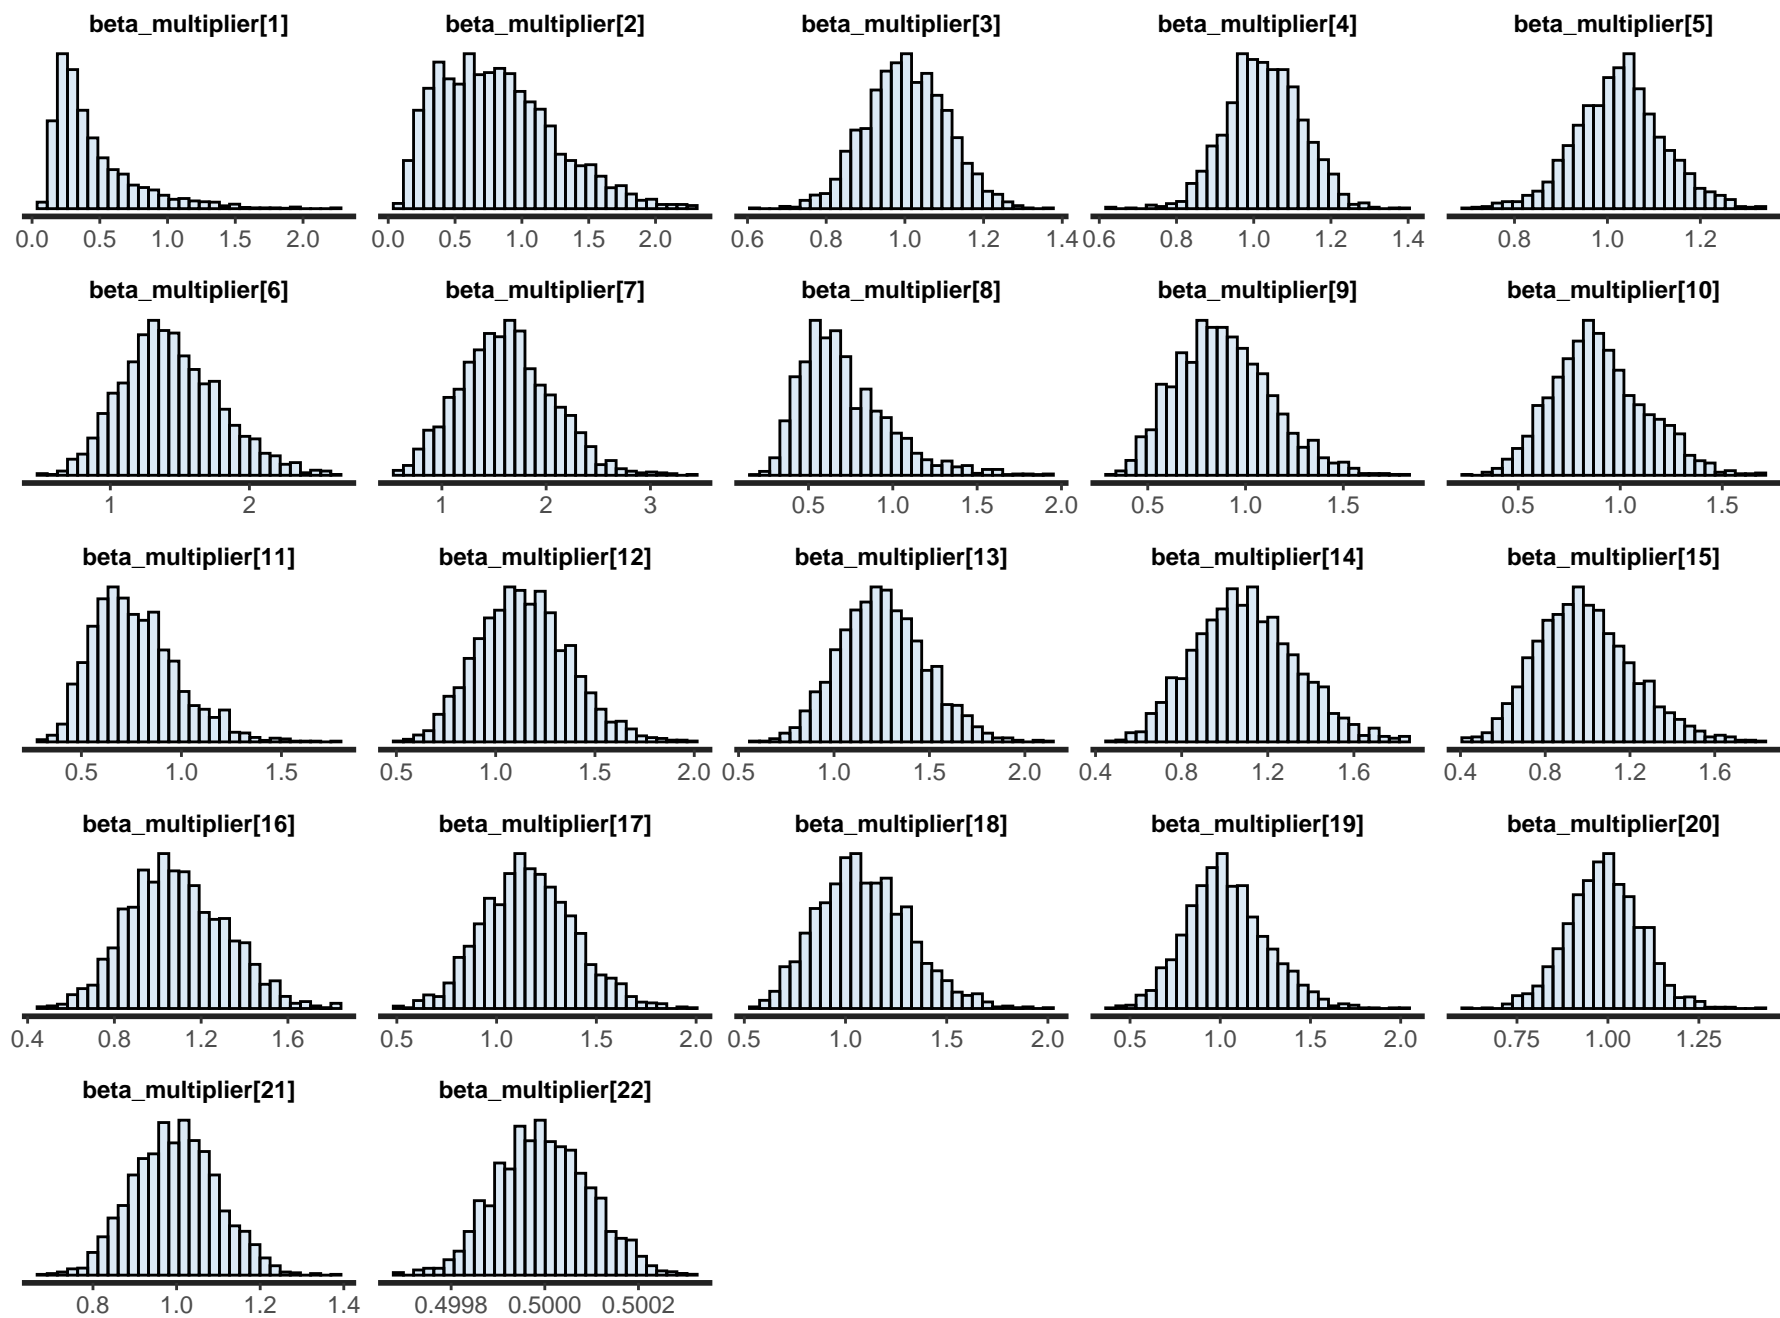 beta_multiplier[1] beta_multiplier[2] beta_multiplier[3] beta_multiplier[4] beta_multiplier[5]
0.0 0.5 1.0 1.5 2.0 0.0 0.5 1.0 1.5 2.0 0.6 0.8 1.0 1.2 1.4 0.6 0.8 1.0 1.2 1.4 0.8 1.0 1.2
beta_multiplier[6] beta_multiplier[7] beta_multiplier[8] beta_multiplier[9] beta_multiplier[10]
1 2 1 2 3 0.5 1.0 1.5 2.0 0.5 1.0 1.5 0.5 1.0 1.5
beta_multiplier[11] beta_multiplier[12] beta_multiplier[13] beta_multiplier[14] beta_multiplier[15]
0.5 1.0 1.5 0.5 1.0 1.5 2.0 0.5 1.0 1.5 2.0 0.4 0.8 1.2 1.6 0.4 0.8 1.2 1.6
beta_multiplier[16] beta_multiplier[17] beta_multiplier[18] beta_multiplier[19] beta_multiplier[20]
0.4 0.8 1.2 1.6 0.5 1.0 1.5 2.0 0.5 1.0 1.5 2.0 0.5 1.0 1.5 2.0 0.75 1.00 1.25
beta_multiplier[21] beta_multiplier[22]
0.8 1.0 1.2 1.4 0.4998 0.5000 0.5002